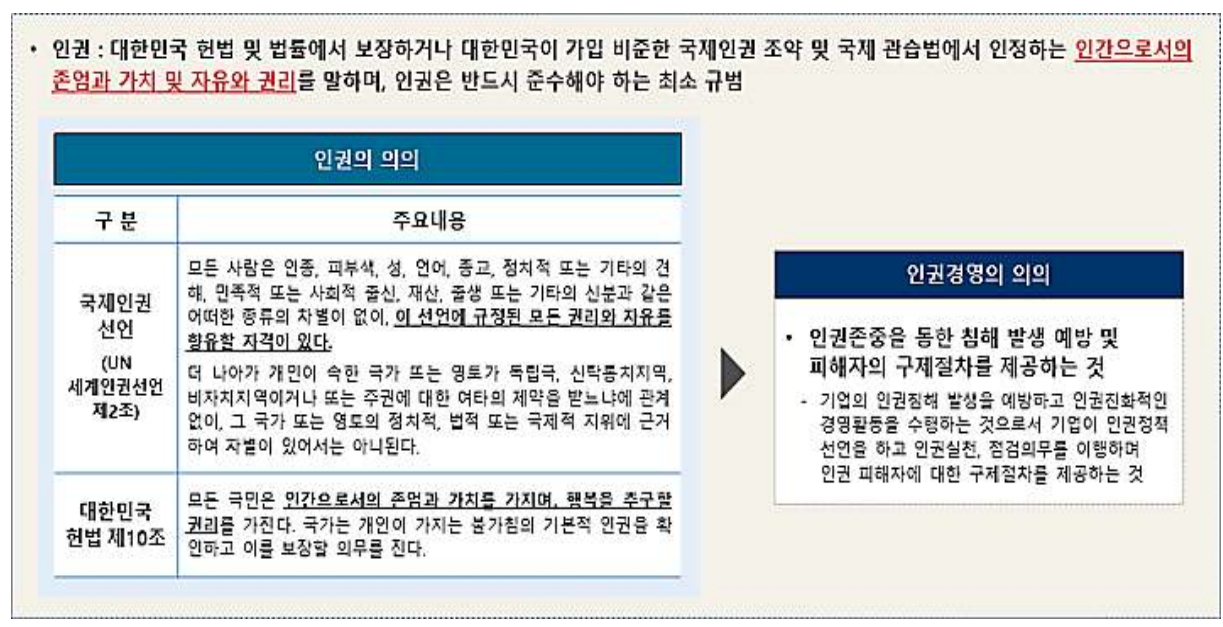 • 인권 : 대한민국 헌법 및 법률에서 보장하거나 대한민국이 가입 비준한 국제인권 조약 및 국제 관습법에서 인정하는 인간으로서의
존엄과 가치 및 자유와 권리를 말하며, 인권은 반드시 준수해야 하는 최소 규범
인권의 의의
구 분
주요내용
국제인권
선언
(UN
세계인권선언
제2조)
모든 사람은 인종, 피부색, 성, 언어, 종교, 정치적 또는 기타의 견
해, 민족적 또는 사회적 출신, 재산, 출생 또는 기타의 신분과 같은
어떠한 종류의 차별이 없이, 이 선언에 규정된 모든 권리와 자유를
향유할 자격이 있다.
더 나아가 개인이 속한 국가 또는 영토가 독립국, 신탁통치지역,
비자치지역이거나 또는 주권에 대한 여타의 제약을 받느냐에 관계
없이, 그 국가 또는 영토의 정치적, 법적 또는 국제적 지위에 근거
하여 차별이 있어서는 아니된다.
대한민국
헌법 제10조
모든 국민은 인간으로서의 존엄과 가치를 가지며, 행복을 추구할
권리를 가진다. 국가는 개인이 가지는 불가침의 기본적 인권을 확
인하고 이를 보장할 의무를 진다.
인권경영의 의의
• 인권존중을 통한 침해 발생 예방 및
피해자의 구제절차를 제공하는 것
- 기업의 인권침해 발생을 예방하고 인권친화적인
경영활동을 수행하는 것으로서 기업이 인권정책
선언을 하고 인권실천, 점검의무를 이행하며
인권 피해자에 대한 구제절차를 제공하는 것